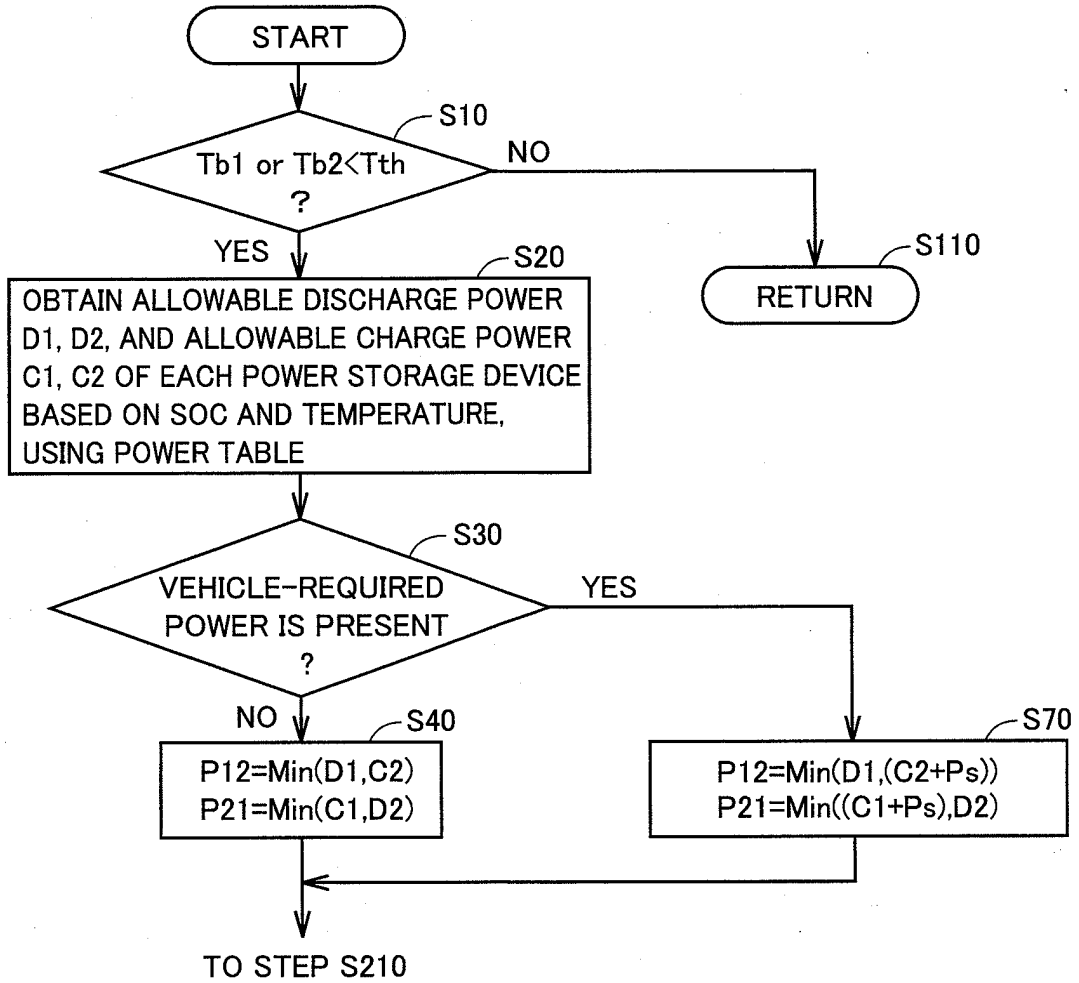 START
S10
Tb1 or Tb2<Tth
?
NO
YES
S20
S110
RETURN
OBTAIN ALLOWABLE DISCHARGE POWER
D1, D2, AND ALLOWABLE CHARGE POWER
C1, C2 OF EACH POWER STORAGE DEVICE
BASED ON SOC AND TEMPERATURE,
USING POWER TABLE
S30
VEHICLE-REQUIRED
POWER IS PRESENT
?
YES
NO
S40
P12=Min(D1,C2)
P21=Min(C1,D2)
S70
P12=Min(D1,(C2+Ps))
P21=Min((C1+Ps),D2)
TO STEP S210